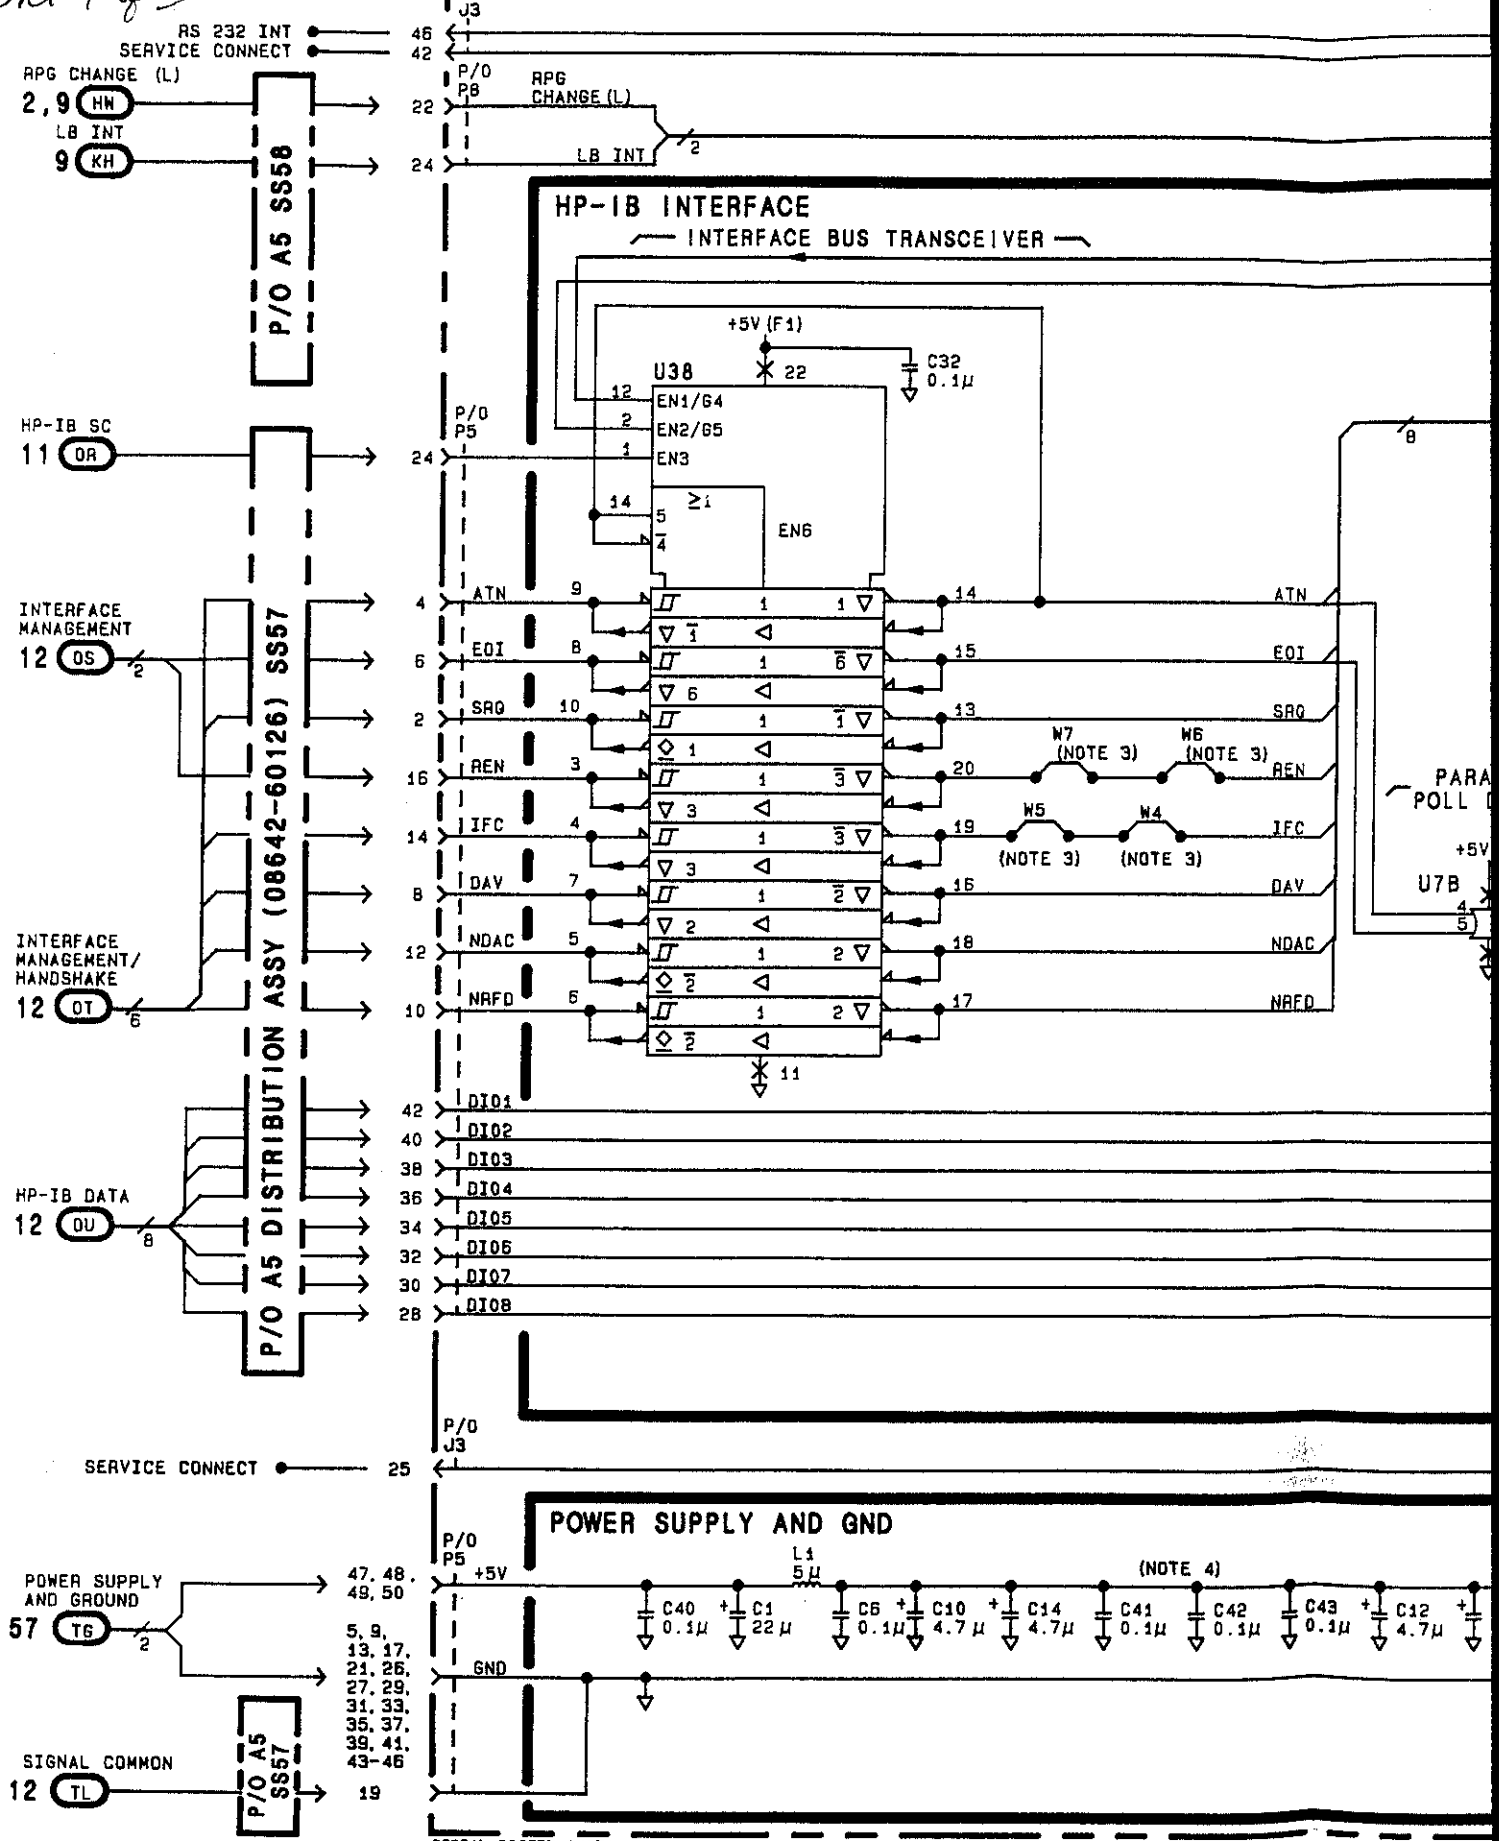 J3
RS 232 INT 46
SERVICE CONNECT 42
RPG CHANGE (L)
2,9 HW
P/O
P8
22
RPG
CHANGE (L)
LB INT
9 KH
24
LB INT
2
P/O A5 SS58
HP-IB INTERFACE
INTERFACE BUS TRANSCEIVER
+5V (F1)
22
C32
0.1µ
U38
12 EN1/G4
2 EN2/G5
1 EN3
14 5
4
≥1
EN6
8
HP-IB SC
11 OR
P/O
P5
24
P/O A5 DISTRIBUTION ASSY (08642-60126) SS57
INTERFACE
MANAGEMENT
12 OS
2
4 ATN 9 1 1 14 ATN
1
6 EOI 8 1 6 15 EOI
6
2 SRQ 10 1 1 13 SRQ
1
16 REN 3 1 3 20 REN
3
W7
(NOTE 3)
W6
(NOTE 3)
14 IFC 4 1 3 19 IFC
3
W5
(NOTE 3)
W4
(NOTE 3)
8 DAV 7 1 2 16 DAV
2
12 NDAC 5 1 2 18 NDAC
2
10 NRFD 6 1 2 17 NRFD
2
11
PARA
POLL
+5V
U7B
4
5
INTERFACE
MANAGEMENT/
HANDSHAKE
12 OT
6
42 DIO1
40 DIO2
38 DIO3
36 DIO4
34 DIO5
32 DIO6
30 DIO7
28 DIO8
HP-IB DATA
12 OU
8
P/O
J3
SERVICE CONNECT 25
POWER SUPPLY AND GND
P/O
P5
POWER SUPPLY
AND GROUND
57 TG
2
47, 48,
49, 50
+5V
L1
5µ
(NOTE 4)
C40
0.1µ
+ C1
22µ
C6
0.1µ
+ C10
4.7µ
+ C14
4.7µ
C41
0.1µ
C42
0.1µ
C43
0.1µ
+ C12
4.7µ
+
5, 9,
13, 17,
21, 26,
27, 29,
31, 33,
35, 37,
39, 41,
43-46
GND
P/O A5
SS57
SIGNAL COMMON
12 TL
19